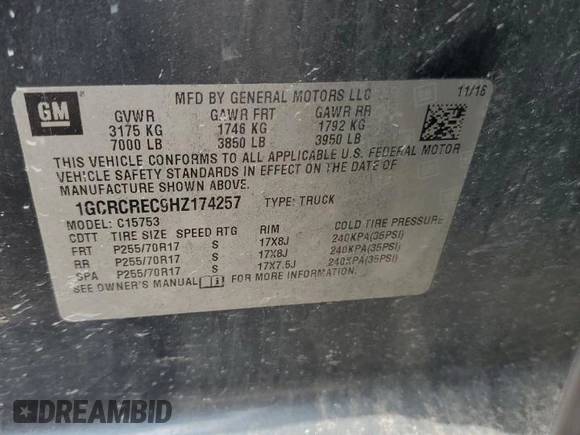 GM
MFD BY GENERAL MOTORS LLC 11/16
GVWR GAWR FRT GAWR RR
3175 KG 1746 KG 1792 KG
7000 LB 3850 LB 3950 LB
THIS VEHICLE CONFORMS TO ALL APPLICABLE U.S. FEDERAL MOTOR
VEHICLE SAFETY STANDARDS IN EFFECT ON THE DATE OF
MANUFACTURE SHOWN ABOVE.
1GCRCREC9HZ174257 TYPE: TRUCK
MODEL: C15753
CDTT TIRE SIZE SPEED RTG RIM COLD TIRE PRESSURE
FRT P255/70R17 S 17X8J 240KPA(35PSI)
RR P255/70R17 S 17X8J 240KPA(35PSI)
SPA P255/70R17 S 17X7.5J 240KPA(35PSI)
SEE OWNER'S MANUAL FOR MORE INFORMATION.
DREAMBID